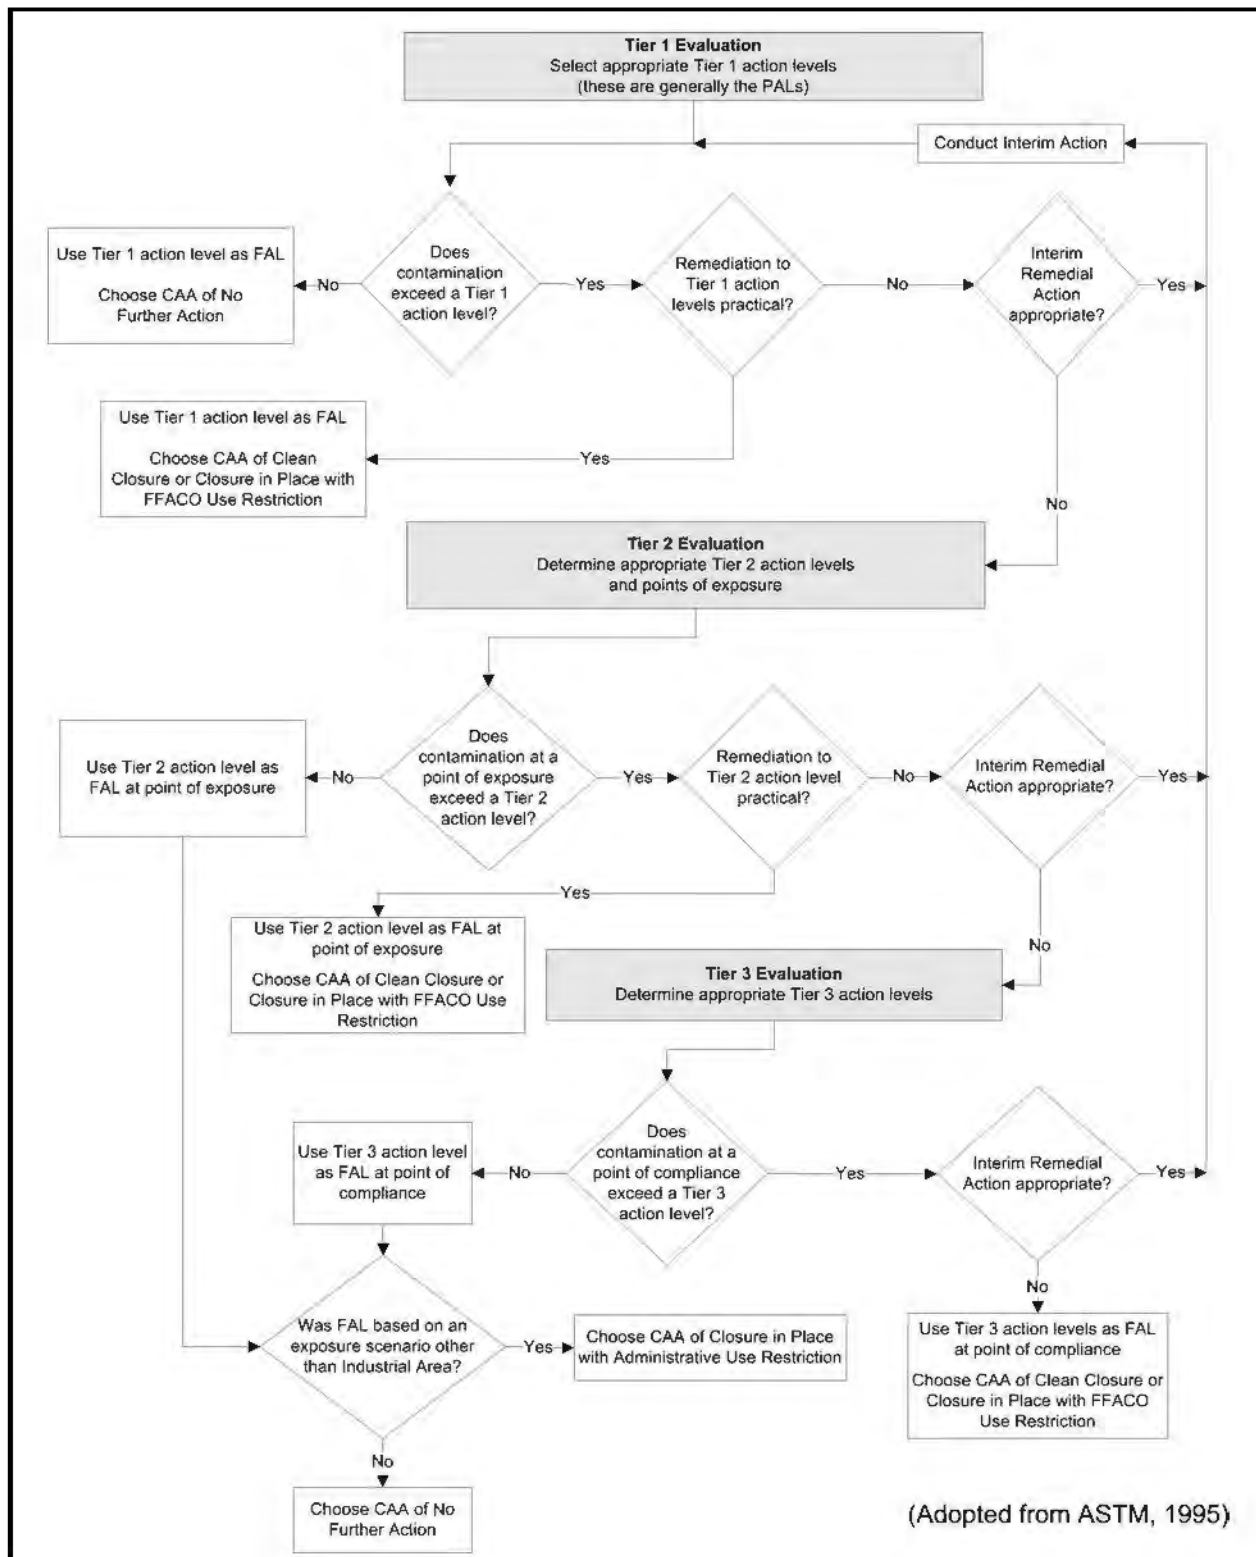 Tier 1 Evaluation
Select appropriate Tier 1 action levels
(these are generally the PALs)
Conduct Interim Action
Use Tier 1 action level as FAL
Choose CAA of No
Further Action
No
Does
contamination
exceed a Tier 1
action level?
Yes
Remediation to
Tier 1 action
levels practical?
No
Interim
Remedial
Action
appropriate?
Yes
Use Tier 1 action level as FAL
Choose CAA of Clean
Closure or Closure in Place with
FFACO Use Restriction
Yes
No
Tier 2 Evaluation
Determine appropriate Tier 2 action levels
and points of exposure
Use Tier 2 action level as
FAL at point of exposure
No
Does
contamination at a
point of exposure
exceed a Tier 2
action level?
Yes
Remediation to
Tier 2 action level
practical?
No
Interim Remedial
Action appropriate?
Yes
Yes
Use Tier 2 action level as FAL at
point of exposure
Choose CAA of Clean Closure or
Closure in Place with FFACO Use
Restriction
No
Tier 3 Evaluation
Determine appropriate Tier 3 action levels
Use Tier 3 action level
as FAL at point of
compliance
No
Does
contamination at a
point of compliance
exceed a Tier 3
action level?
Yes
Interim Remedial
Action appropriate?
Yes
No
Was FAL based on an
exposure scenario other
than Industrial Area?
Yes
Choose CAA of Closure in Place
with Administrative Use Restriction
Use Tier 3 action levels as FAL
at point of compliance
Choose CAA of Clean Closure or
Closure in Place with FFACO
Use Restriction
No
Choose CAA of No
Further Action
(Adopted from ASTM, 1995)